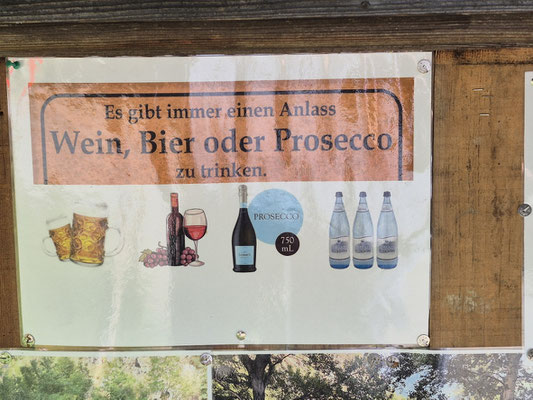 Es gibt immer einen Anlass
Wein, Bier oder Prosecco
zu trinken.
PROSECCO
750
mL